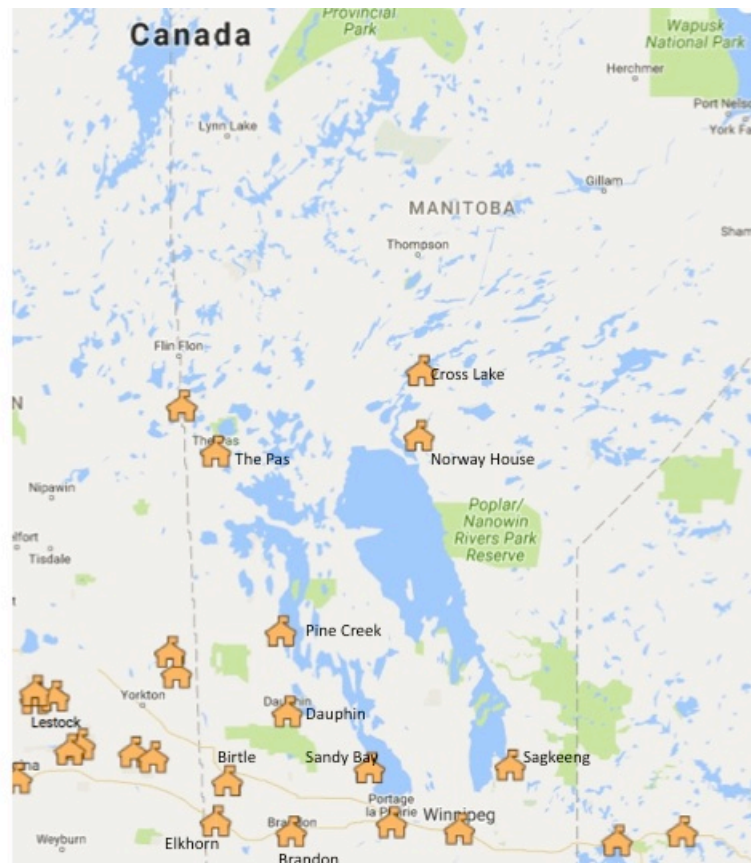 Provincial
Park
Canada
Wapusk
National Park
Herchmer
Port Nelso
York Fa
Lynn Lake
Gillam
MANITOBA
Sham
Thompson
Flin Flon
Cross Lake
N
The Pas
The Pas
Norway House
Nipawin
Poplar/
Nanowin
Rivers Park
Reserve
elfort
Tisdale
t
Pine Creek
Yorkton
Dauphin
Dauphin
Lestock
ina
Birtle
Sandy Bay
Sagkeeng
Portage
la Prairie
Winnipeg
Elkhorn
Brandon
Brandon
Weyburn